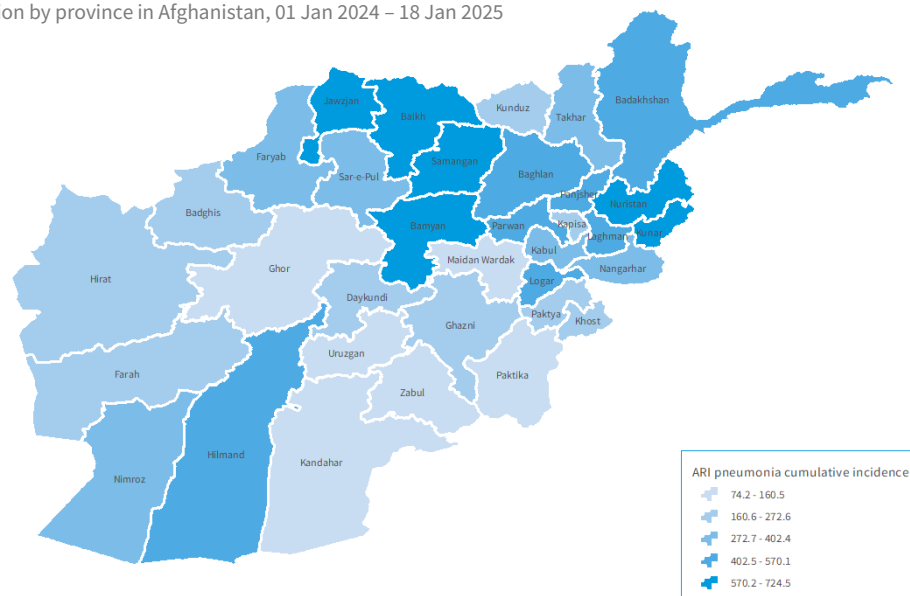 ion by province in Afghanistan, 01 Jan 2024 – 18 Jan 2025
Jawzjan
Balkh
Kunduz
Takhar
Badakhshan
Faryab
Sar-e-Pul
Samangan
Baghlan
Panjsher
Nuristan
Badghis
Bamyan
Parwan
Kapisa
Laghman
Kunar
Kabul
Maidan Wardak
Nangarhar
Ghor
Hirat
Logar
Daykundi
Paktya
Khost
Ghazni
Uruzgan
Farah
Zabul
Paktika
Hilmand
Kandahar
Nimroz
ARI pneumonia cumulative incidence
74.2 - 160.5
160.6 - 272.6
272.7 - 402.4
402.5 - 570.1
570.2 - 724.5